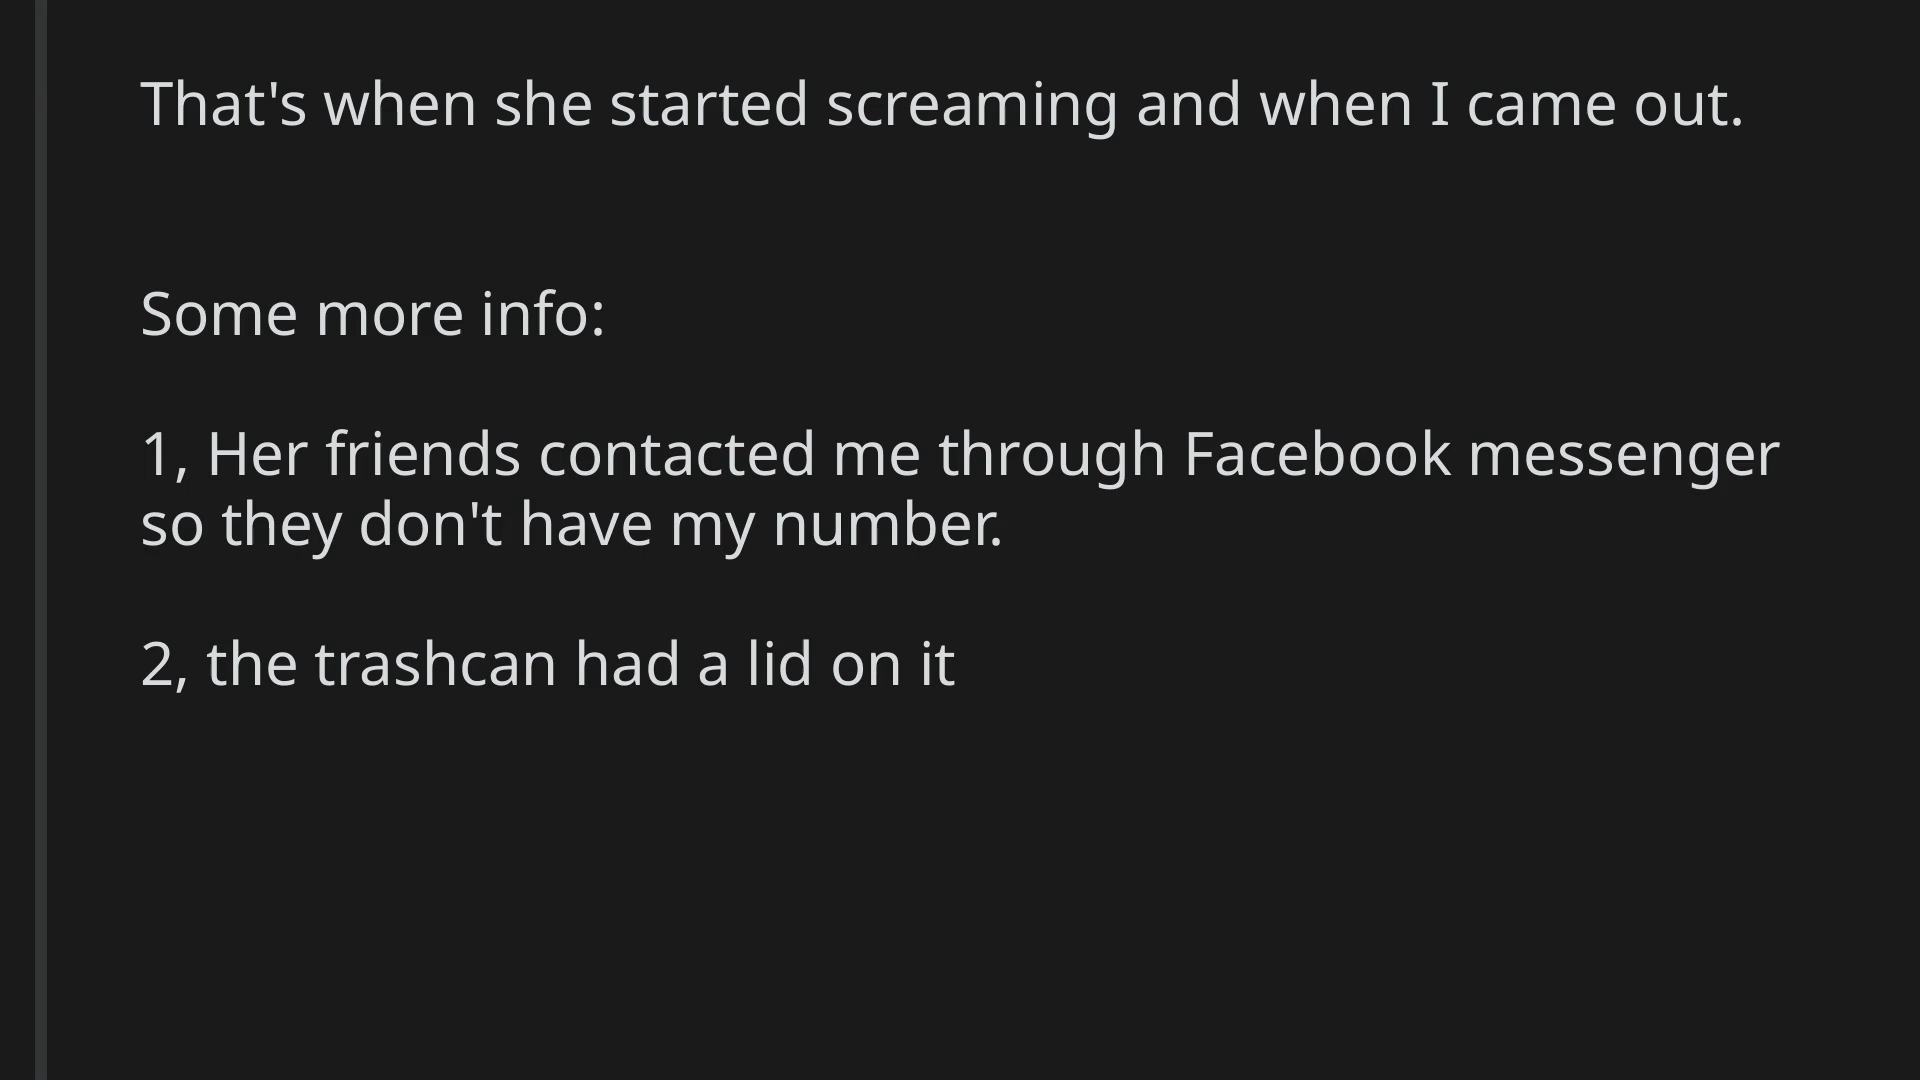 That's when she started screaming and when I came out.
Some more info:
1, Her friends contacted me through Facebook messenger
so they don't have my number.
2, the trashcan had a lid on it